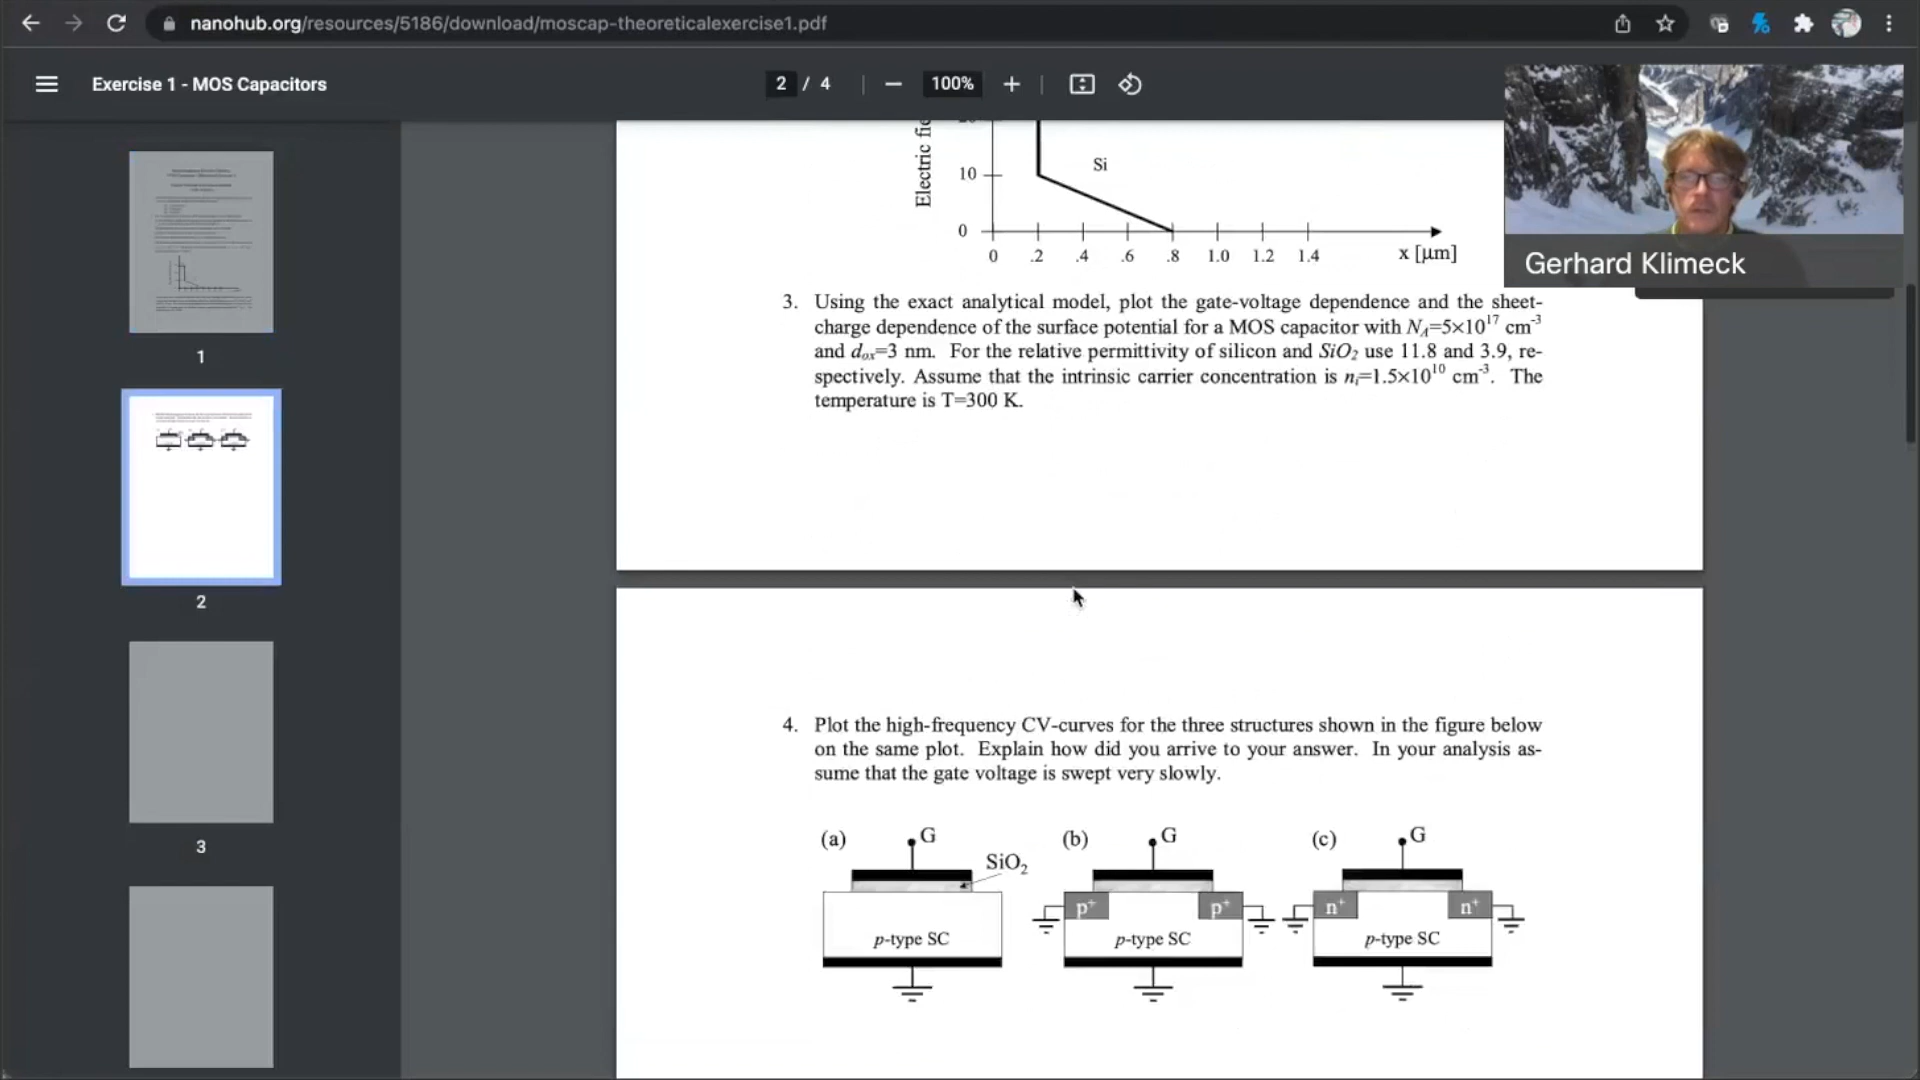 nanohub.org/resources/5186/download/moscap-theoreticalexercise1.pdf
Exercise 1 - MOS Capacitors
2 / 4
100%
Gerhard Klimeck
Si
10
0
0 .2 .4 .6 .8 1.0 1.2 1.4
x [μm]
3. Using the exact analytical model, plot the gate-voltage dependence and the sheet-
charge dependence of the surface potential for a MOS capacitor with N_A=5×10^17 cm^-3
and d_ox=3 nm. For the relative permittivity of silicon and SiO₂ use 11.8 and 3.9, re-
spectively. Assume that the intrinsic carrier concentration is n_i=1.5×10^10 cm^-3. The
temperature is T=300 K.
4. Plot the high-frequency CV-curves for the three structures shown in the figure below
on the same plot. Explain how did you arrive to your answer. In your analysis as-
sume that the gate voltage is swept very slowly.
(a) G (b) G (c) G
SiO₂
p⁺ p⁺ n⁺ n⁺
p-type SC p-type SC p-type SC
1
2
3